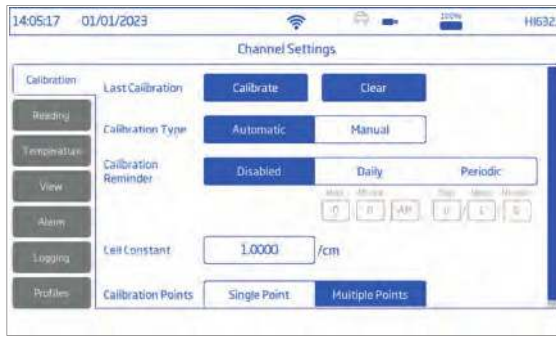 14:05:17 01/01/2023 100% HI632
Channel Settings
Calibration
Reading
Temperature
View
Alarm
Logging
Profiles
Last Calibration Calibrate Clear
Calibration Type Automatic Manual
Calibration Reminder Disabled Daily Periodic
Cell Constant 1.0000 /cm
Calibration Points Single Point Multiple Points